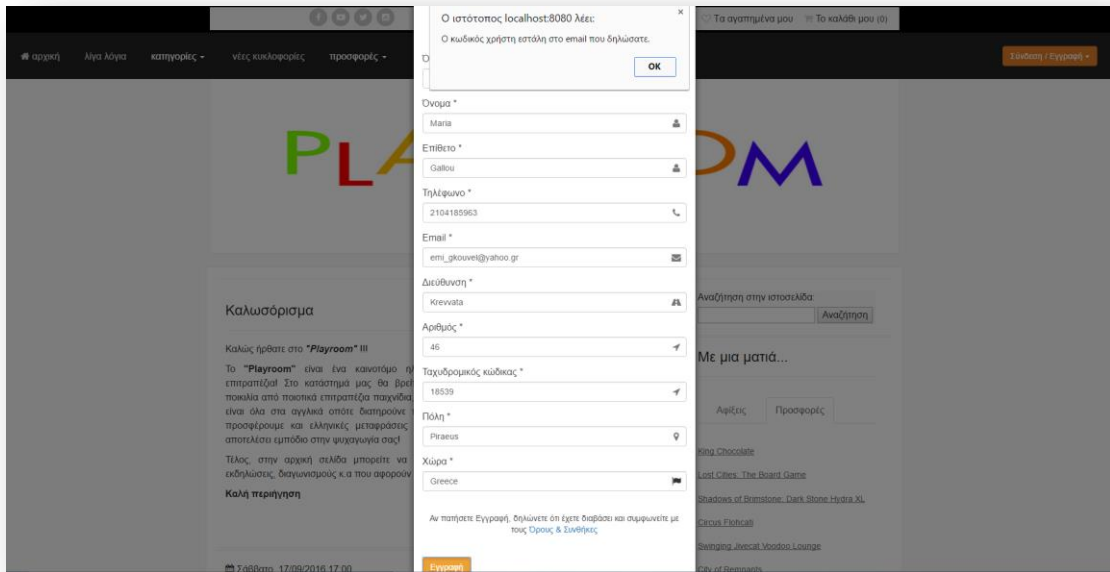 Ο ιστότοπος localhost:8080 λέει:
×
Ο κωδικός χρήστη εστάλη στο email που δηλώσατε.
OK
Τα αγαπημένα μου
Το καλάθι μου (0)
αρχική
λίγα λόγια
κατηγορίες
νέες κυκλοφορίες
προσφορές
Σύνδεση / Εγγραφή
Όνομα *
Maria
Επίθετο *
Gallou
Τηλέφωνο *
2104185963
Email *
emi_gkouvel@yahoo.gr
Διεύθυνση *
Krevvata
Αριθμός *
46
Ταχυδρομικός κώδικας *
18539
Πόλη *
Piraeus
Χώρα *
Greece
Αν πατήσετε Εγγραφή, δηλώνετε ότι έχετε διαβάσει και συμφωνείτε με
τους Όρους & Συνθήκες
Εγγραφή
PLA
OM
Καλωσόρισμα
Καλώς ήρθατε στο "Playroom" !!!
Το "Playroom" είναι ένα καινοτόμο
επιτραπέζια! Στο κατάστημά μας θα
ποικιλία από ποιοτικά επιτραπέζια παιχνίδια,
είναι όλα στα αγγλικά οπότε διατηρούνε
προσφέρουμε και ελληνικές μεταφράσεις
αποτελέσει εμπόδιο στην ψυχαγωγία σας!
Τέλος, στην αρχική σελίδα μπορείτε να
εκδηλώσεις, διαγωνισμούς κ.α που αφορούν
Καλή περιήγηση
Σάββατο, 17/09/2016 17:00
Αναζήτηση στην ιστοσελίδα:
Αναζήτηση
Με μια ματιά...
Αφίξεις
Προσφορές
King Chocolate
Lost Cities: The Board Game
Shadows of Brimstone: Dark Stone Hydra XL
Circus Flohcati
Swinging Jivecat Voodoo Lounge
City of Remnants